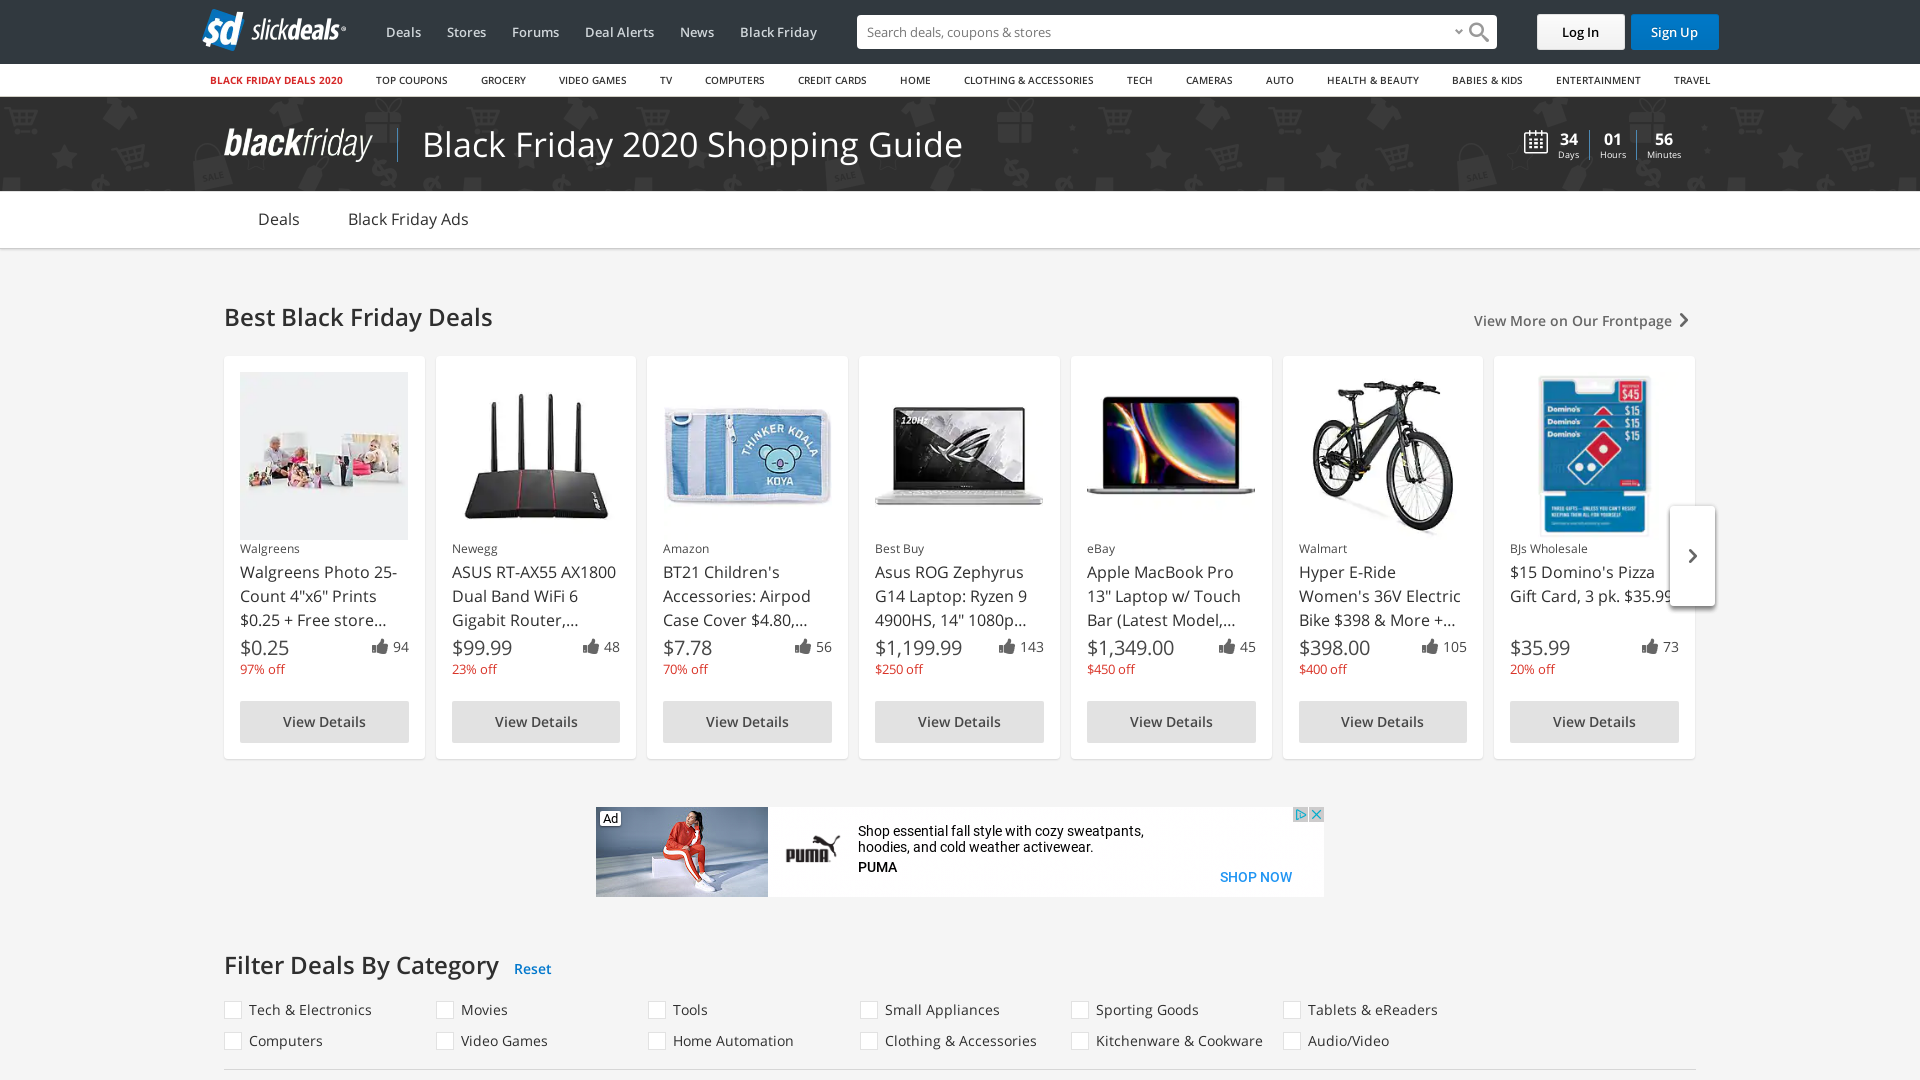 sd slickdeals
Deals Stores Forums Deal Alerts News Black Friday
Search deals, coupons & stores
Log In Sign Up
BLACK FRIDAY DEALS 2020 TOP COUPONS GROCERY VIDEO GAMES TV COMPUTERS CREDIT CARDS HOME CLOTHING & ACCESSORIES TECH CAMERAS AUTO HEALTH & BEAUTY BABIES & KIDS ENTERTAINMENT TRAVEL
blackfriday Black Friday 2020 Shopping Guide
34 01 56
Days Hours Minutes
Deals Black Friday Ads
Best Black Friday Deals
View More on Our Frontpage
Walgreens
Walgreens Photo 25-
Count 4"x6" Prints
$0.25 + Free store...
$0.25 94
97% off
View Details
Newegg
ASUS RT-AX55 AX1800
Dual Band WiFi 6
Gigabit Router,...
$99.99 48
23% off
View Details
THINKER KOALA
KOYA
Amazon
BT21 Children's
Accessories: Airpod
Case Cover $4.80,...
$7.78 56
70% off
View Details
120Hz
Best Buy
Asus ROG Zephyrus
G14 Laptop: Ryzen 9
4900HS, 14" 1080p...
$1,199.99 143
$250 off
View Details
eBay
Apple MacBook Pro
13" Laptop w/ Touch
Bar (Latest Model,...
$1,349.00 45
$450 off
View Details
Walmart
Hyper E-Ride
Women's 36V Electric
Bike $398 & More +...
$398.00 105
$400 off
View Details
$45
Domino's $15
Domino's $15
Domino's $15
BJs Wholesale
$15 Domino's Pizza
Gift Card, 3 pk. $35.99
$35.99 73
20% off
View Details
Ad
PUMA
Shop essential fall style with cozy sweatpants,
hoodies, and cold weather activewear.
PUMA
SHOP NOW
Filter Deals By Category Reset
Tech & Electronics Movies Tools Small Appliances Sporting Goods Tablets & eReaders
Computers Video Games Home Automation Clothing & Accessories Kitchenware & Cookware Audio/Video